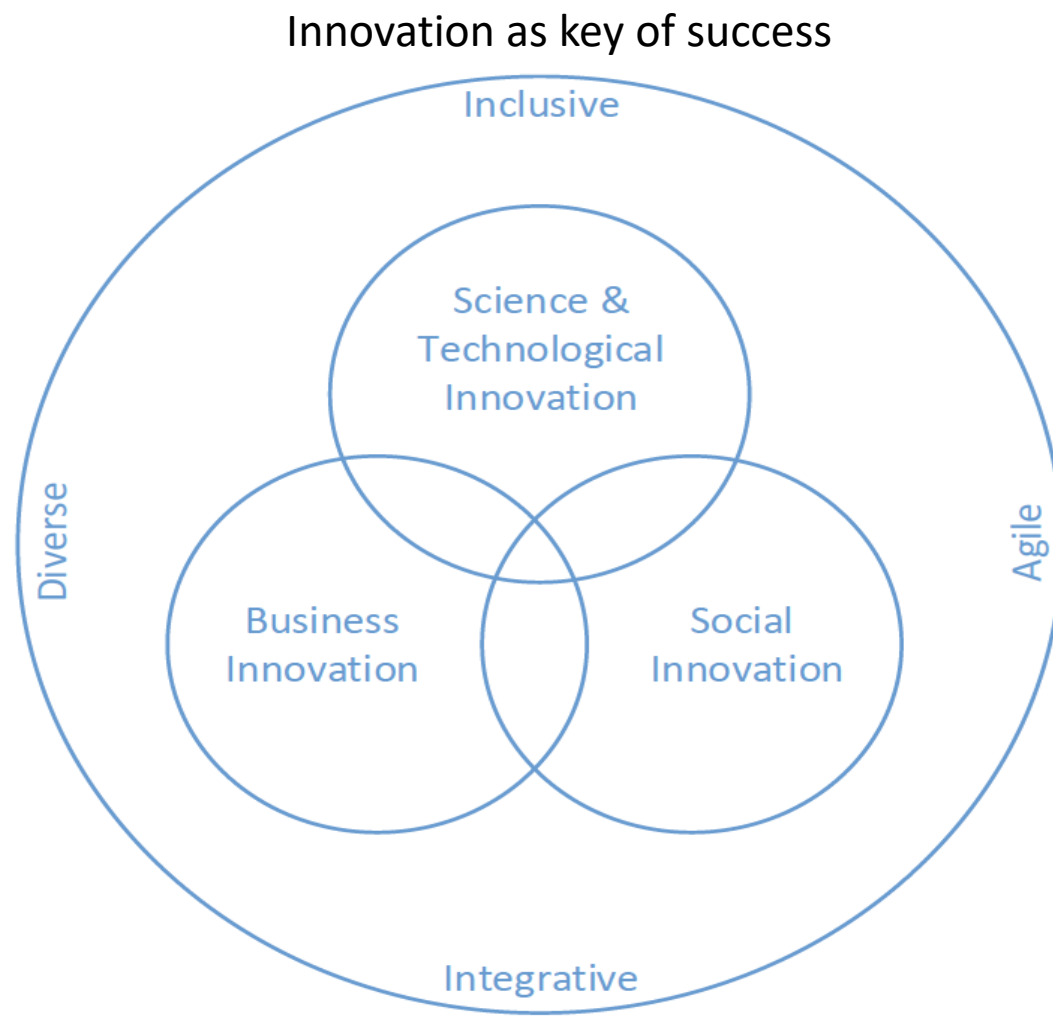 Innovation as key of success
Inclusive
Science &
Technological
Innovation
Diverse
Agile
Business
Innovation
Social
Innovation
Integrative